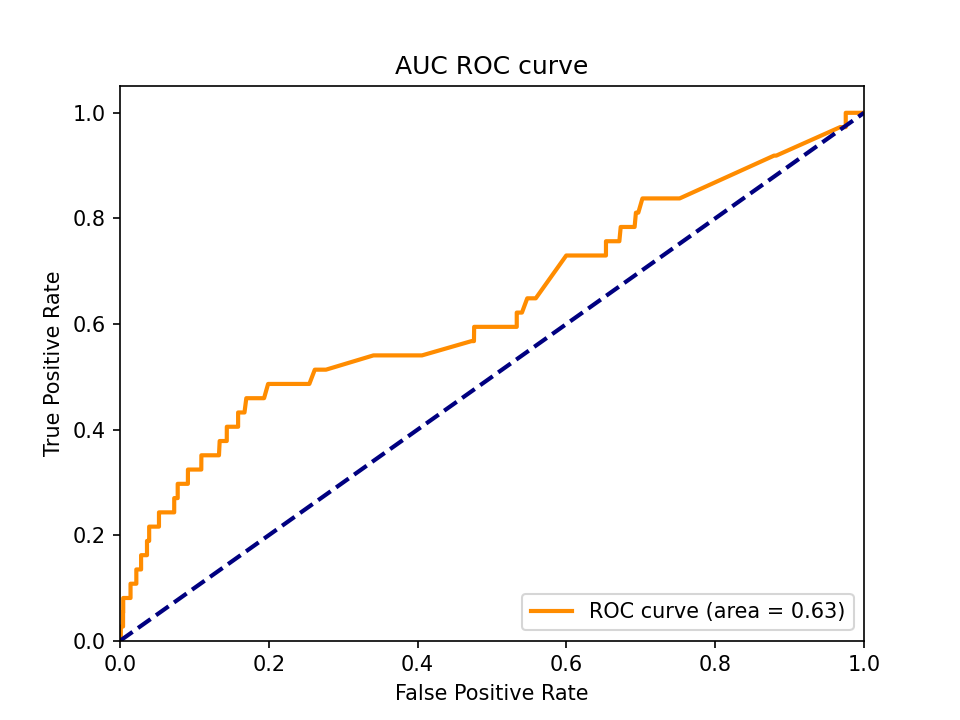 AUC ROC curve
True Positive Rate
1.0
0.8
0.6
0.4
0.2
0.0
ROC curve (area = 0.63)
0.0 0.2 0.4 0.6 0.8 1.0
False Positive Rate